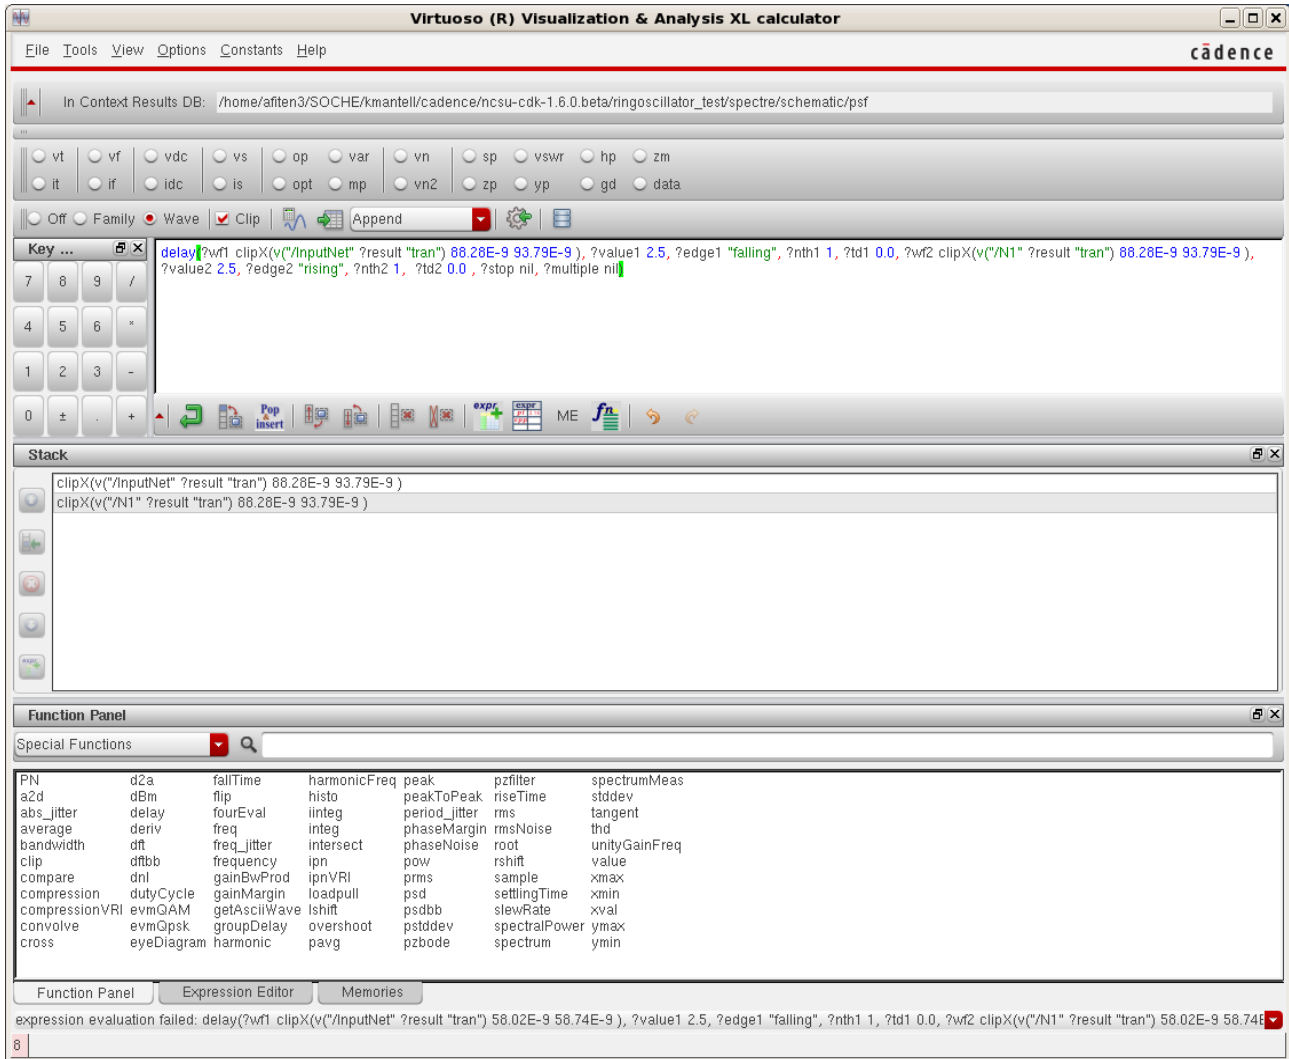 Virtuoso (R) Visualization & Analysis XL calculator
File Tools View Options Constants Help
cādence
In Context Results DB: /home/afiten3/SOCHE/kmantell/cadence/ncsu-cdk-1.6.0.beta/ringoscillator_test/spectre/schematic/psf
vt vf vdc vs op var vn sp vswr hp zm
it if idc is opt mp vn2 zp yp gd data
Off Family Wave Clip Append
Key ...
7 8 9 /
4 5 6 *
1 2 3 -
0 ± . +
delay(?wf1 clipX(v("/InputNet" ?result "tran") 88.28E-9 93.79E-9 ), ?value1 2.5, ?edge1 "falling", ?nth1 1, ?td1 0.0, ?wf2 clipX(v("/N1" ?result "tran") 88.28E-9 93.79E-9 ),
?value2 2.5, ?edge2 "rising", ?nth2 1, ?td2 0.0 , ?stop nil, ?multiple nil)
Pop & insert expr expr ME fn
Stack
clipX(v("/InputNet" ?result "tran") 88.28E-9 93.79E-9 )
clipX(v("/N1" ?result "tran") 88.28E-9 93.79E-9 )
expr
Function Panel
Special Functions
PN d2a fallTime harmonicFreq peak pzfilter spectrumMeas
a2d dBm flip histo peakToPeak riseTime stddev
abs_jitter delay fourEval iinteg period_jitter rms tangent
average deriv freq integ phaseMargin rmsNoise thd
bandwidth dft freq_jitter intersect phaseNoise root unityGainFreq
clip dftbb frequency ipn pow rshift value
compare dnl gainBwProd ipnVRI prms sample xmax
compression dutyCycle gainMargin loadpull psd settlingTime xmin
compressionVRI evmQAM getAsciiWave lshift psdbb slewRate xval
convolve evmQpsk groupDelay overshoot pstddev spectralPower ymax
cross eyeDiagram harmonic pavg pzbode spectrum ymin
Function Panel Expression Editor Memories
expression evaluation failed: delay(?wf1 clipX(v("/InputNet" ?result "tran") 58.02E-9 58.74E-9 ), ?value1 2.5, ?edge1 "falling", ?nth1 1, ?td1 0.0, ?wf2 clipX(v("/N1" ?result "tran") 58.02E-9 58.74E
8